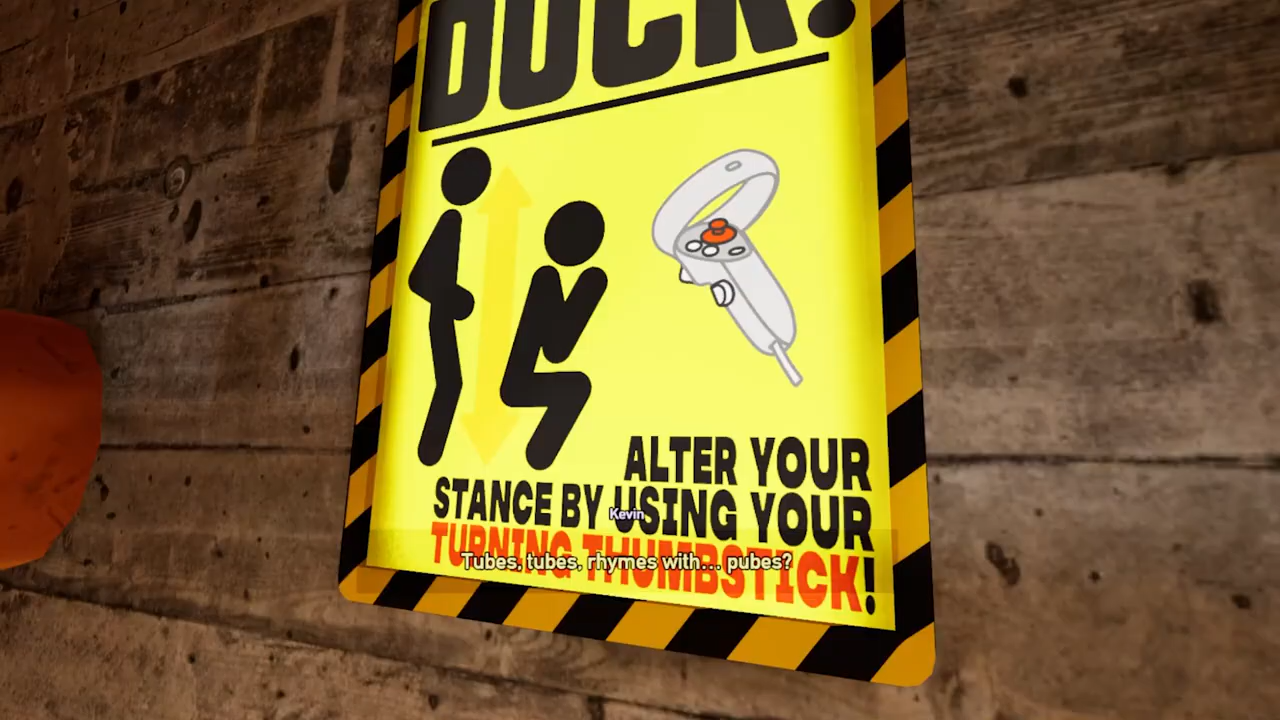 DUCK!
ALTER YOUR
STANCE BY USING YOUR
Kevin
TURNING THUMBSTICK!
Tubes, tubes, rhymes with... pubes?